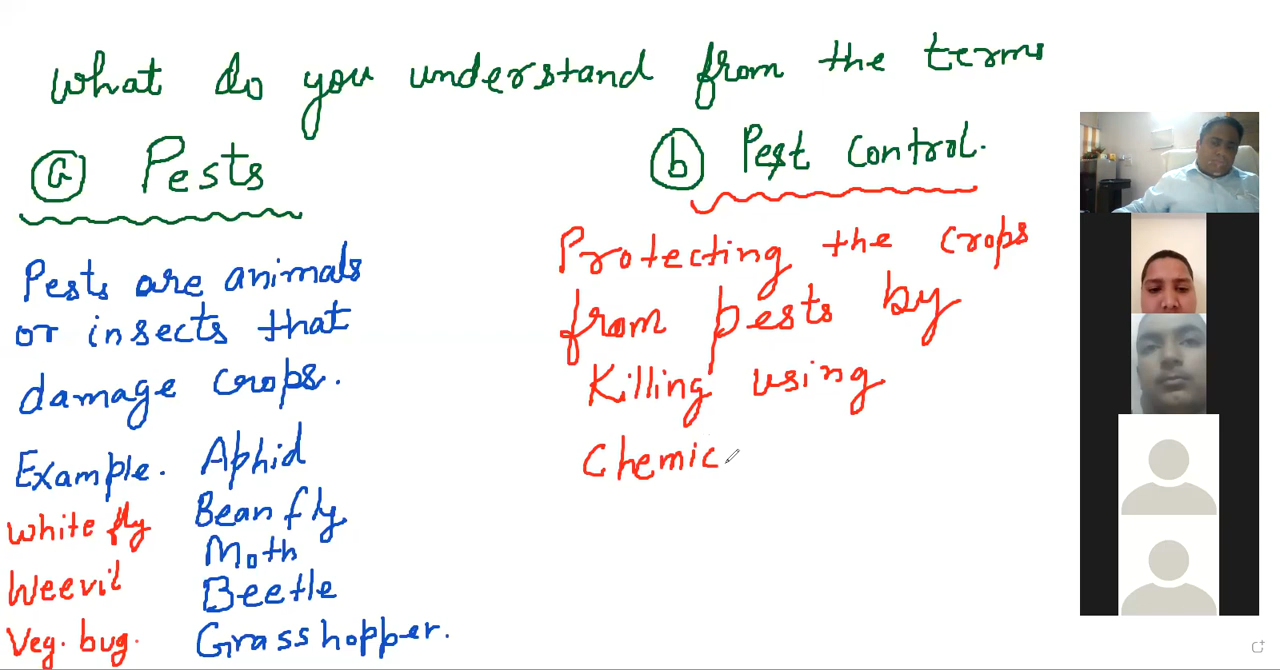 What do you understand from the terms
a Pests
b Pest control.
Pests are animals
or insects that
damage crops.
Example. Aphid
White fly Bean fly
Moth
Weevil Beetle
Veg. bug. Grasshopper.
Protecting the crops
from pests by
Killing using
Chemic